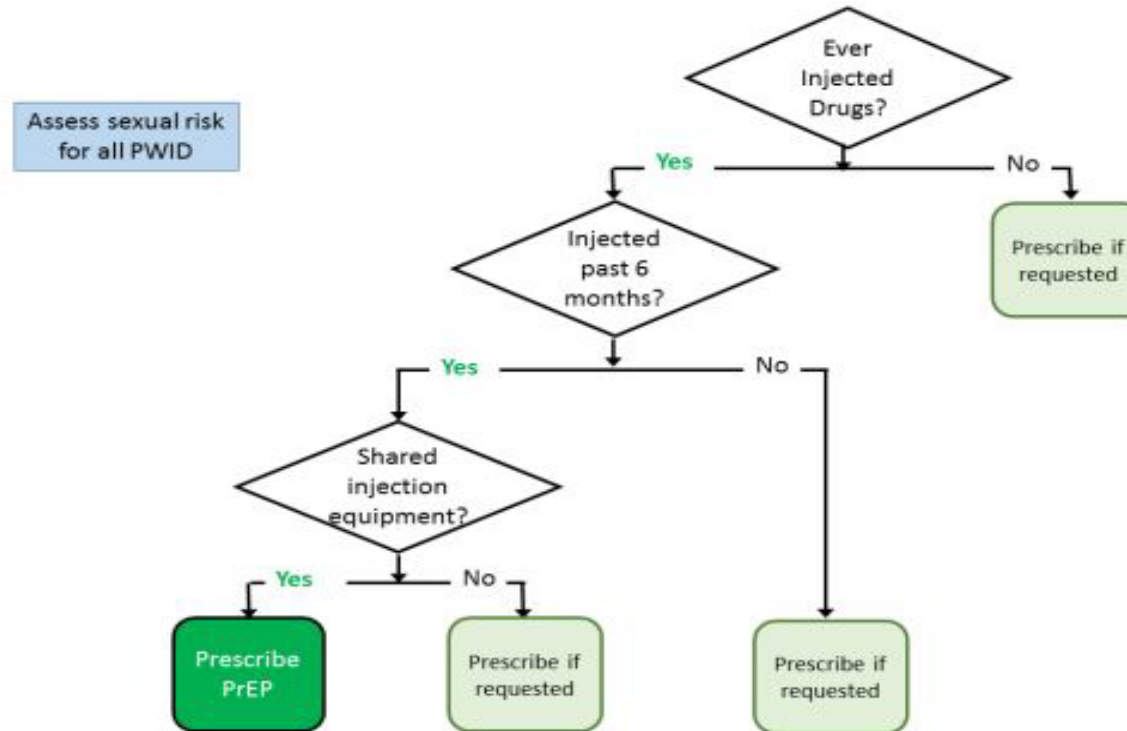 Ever
Injected
Drugs?
Assess sexual risk
for all PWID
Yes
No
Injected
past 6
months?
Prescribe if
requested
Yes
No
Shared
injection
equipment?
Yes
No
Prescribe
PrEP
Prescribe if
requested
Prescribe if
requested